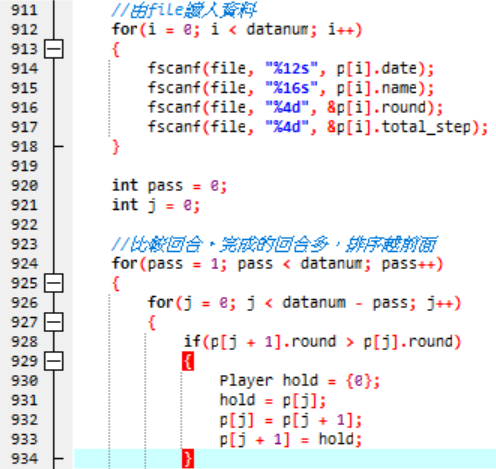 911 //由file讀入資料
912 for(i = 0; i < datanum; i++)
913 {
914 fscanf(file, "%12s", p[i].date);
915 fscanf(file, "%16s", p[i].name);
916 fscanf(file, "%4d", &p[i].round);
917 fscanf(file, "%4d", &p[i].total_step);
918 }
919
920 int pass = 0;
921 int j = 0;
922
923 //比較回合，完成的回合多，排序越前面
924 for(pass = 1; pass < datanum; pass++)
925 {
926 for(j = 0; j < datanum - pass; j++)
927 {
928 if(p[j + 1].round > p[j].round)
929 {
930 Player hold = {0};
931 hold = p[j];
932 p[j] = p[j + 1];
933 p[j + 1] = hold;
934 }